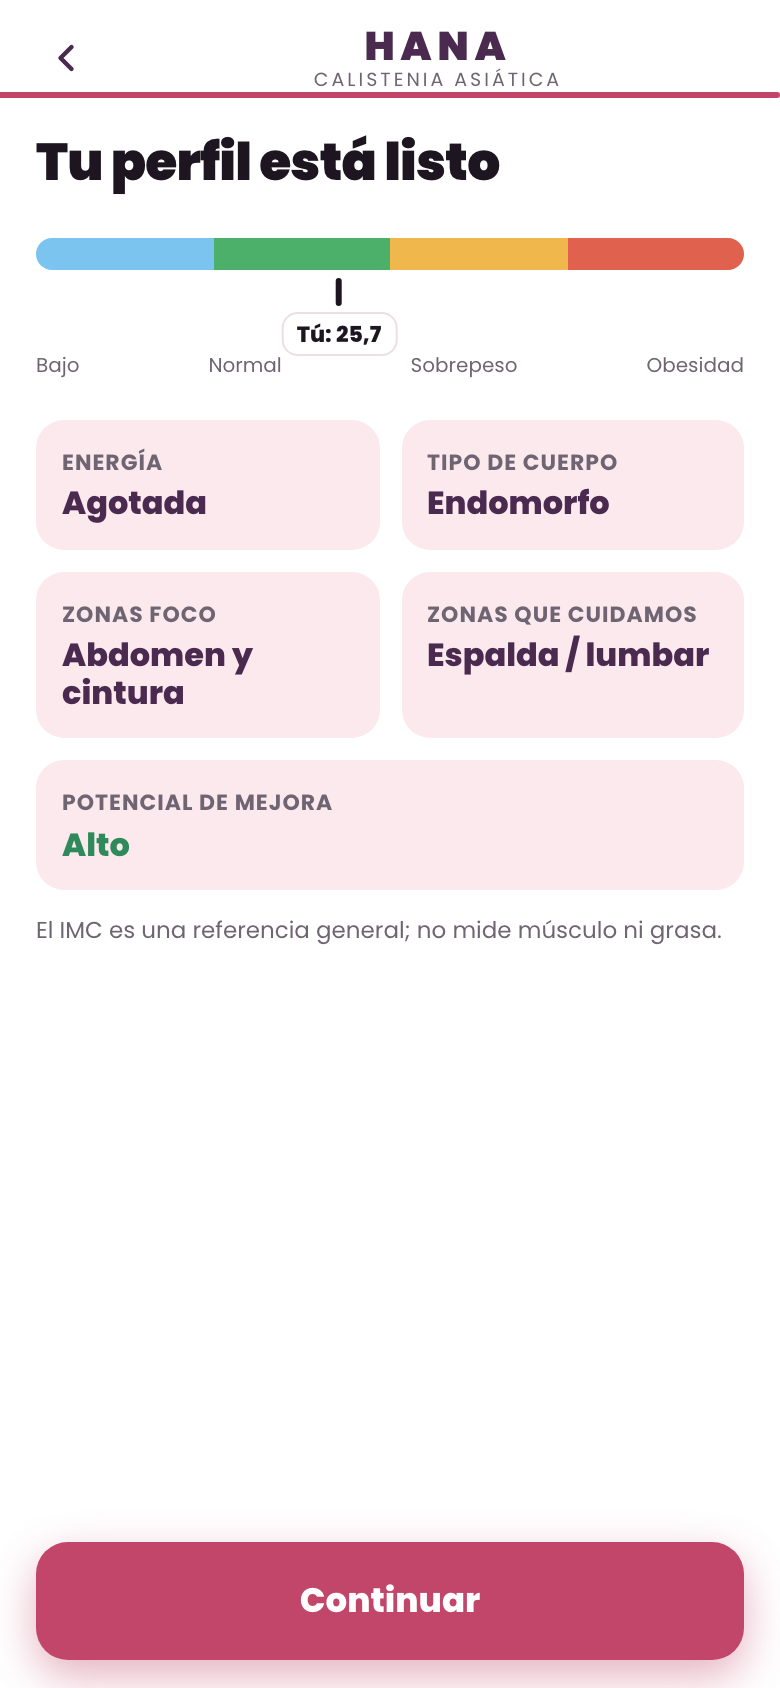 HANA
CALISTENIA ASIÁTICA
Tu perfil está listo
Tú: 25,7
Bajo
Normal
Sobrepeso
Obesidad
ENERGÍA
Agotada
TIPO DE CUERPO
Endomorfo
ZONAS FOCO
Abdomen y
cintura
ZONAS QUE CUIDAMOS
Espalda / lumbar
POTENCIAL DE MEJORA
Alto
El IMC es una referencia general; no mide músculo ni grasa.
Continuar